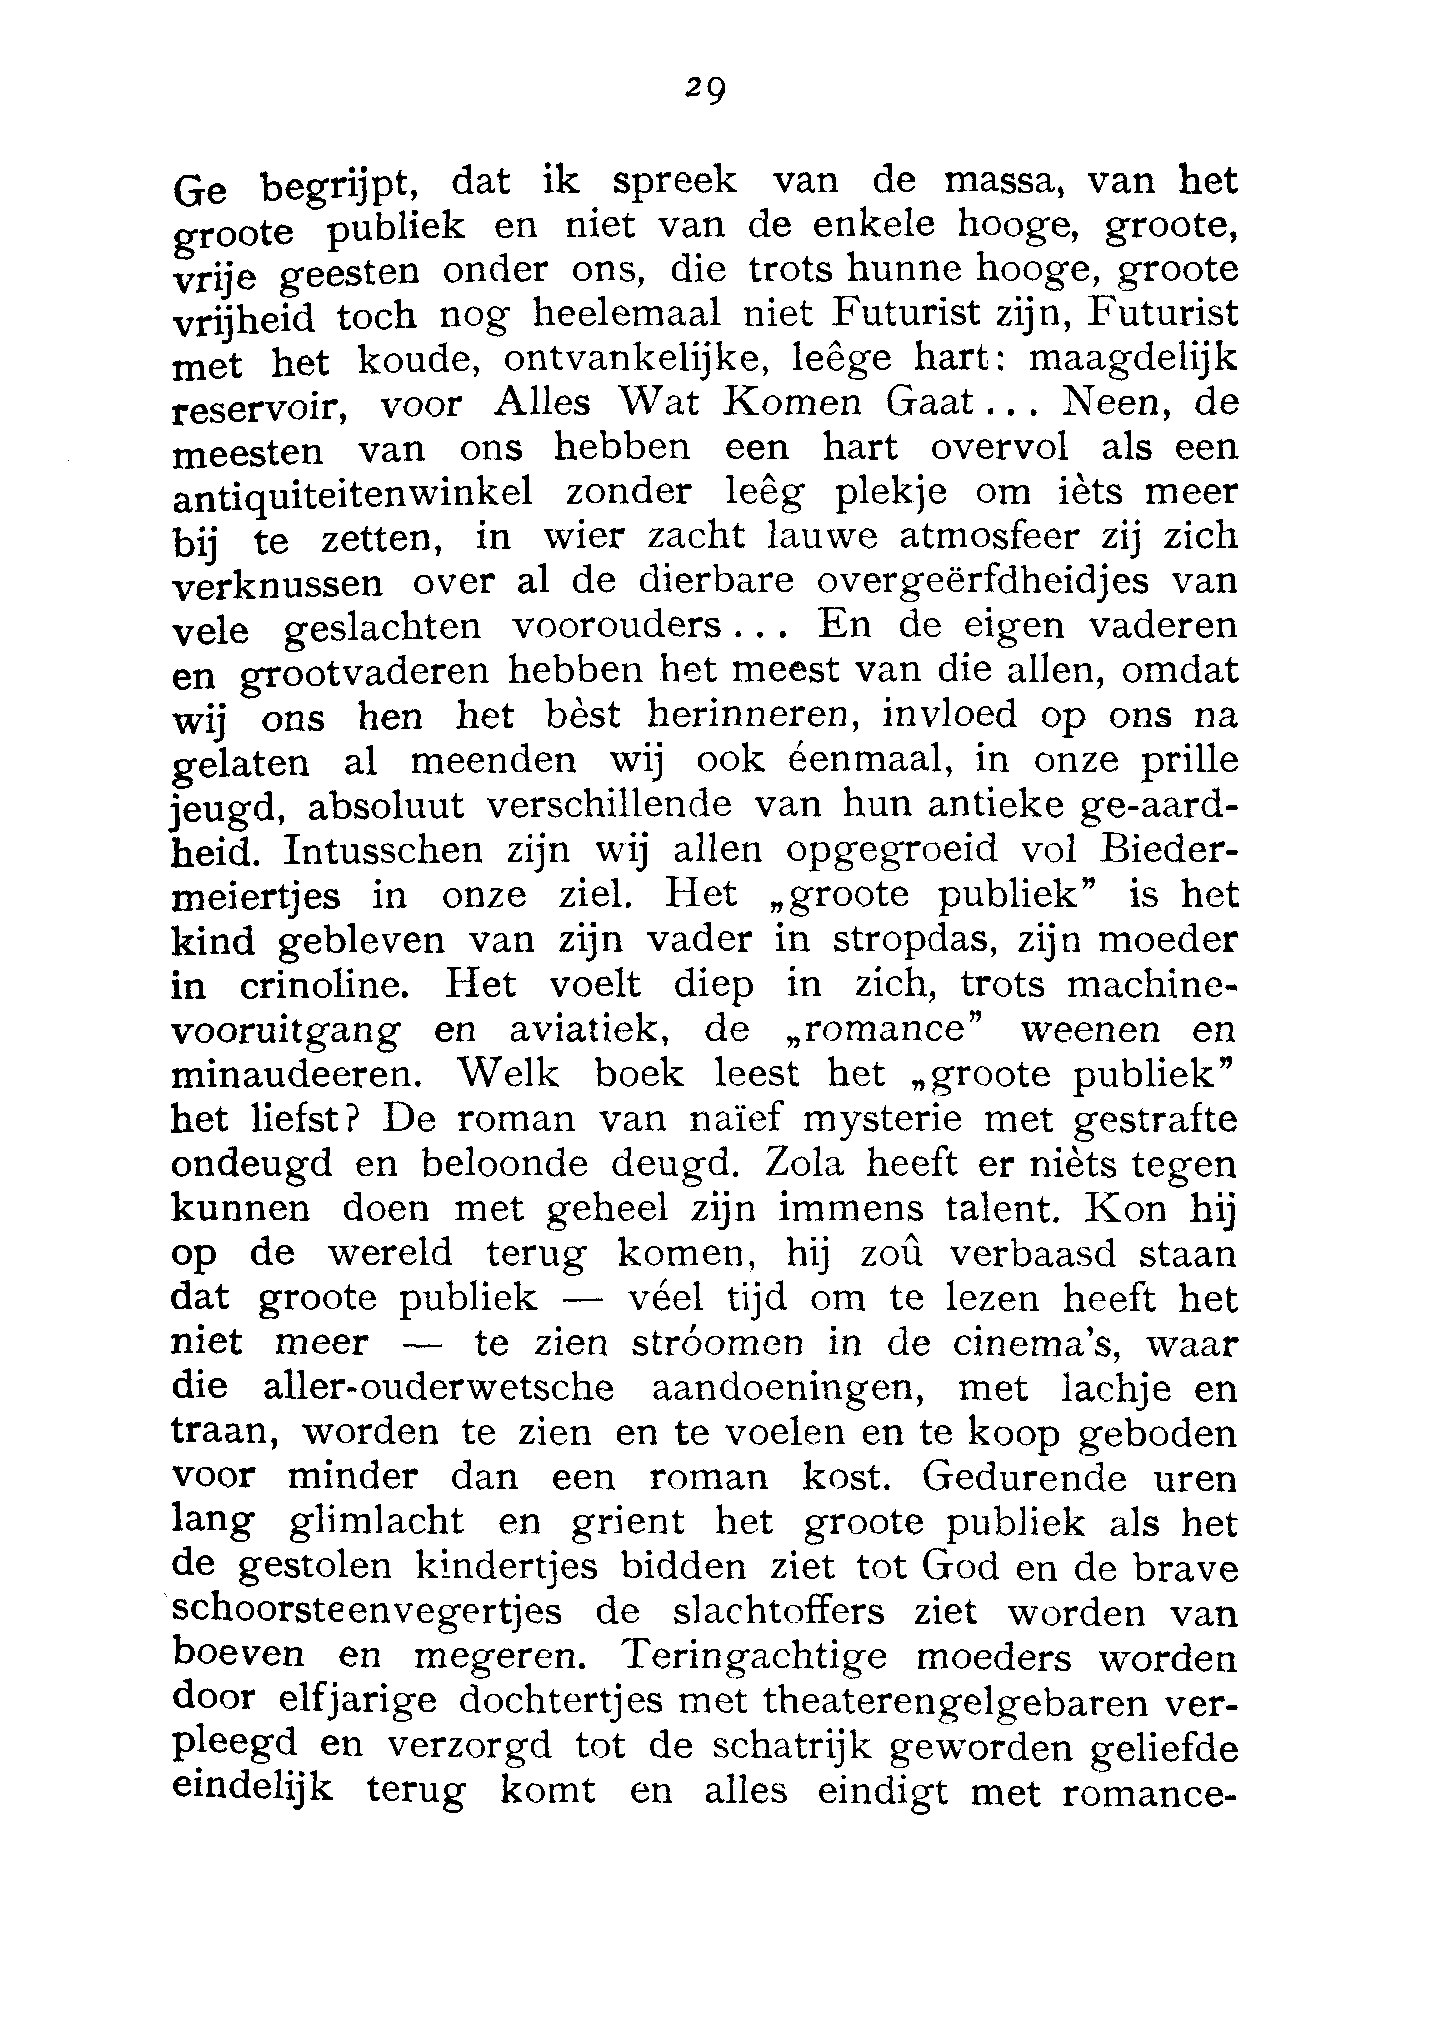 29
Ge begrijpt, dat ik spreek van de massa, van het
groote publiek en niet van de enkele hooge, groote,
vrije geesten onder ons, die trots hunne hooge, groote
vrijheid toch nog heelemaal niet Futurist zijn, Futurist
met het koude, ontvankelijke, leêge hart: maagdelijk
reservoir, voor Alles Wat Komen Gaat... Neen, de
meesten van ons hebben een hart overvol als een
antiquiteitenwinkel zonder leêg plekje om ièts meer
bij te zetten, in wier zacht lauwe atmosfeer zij zich
verknussen over al de dierbare overgeërfdheidjes van
vele geslachten voorouders... En de eigen vaderen
en grootvaderen hebben het meest van die allen, omdat
wij ons hen het bèst herinneren, invloed op ons na
gelaten al meenden wij ook éenmaal, in onze prille
jeugd, absoluut verschillende van hun antieke ge-aard-
heid. Intusschen zijn wij allen opgegroeid vol Bieder-
meiertjes in onze ziel. Het „groote publiek” is het
kind gebleven van zijn vader in stropdas, zijn moeder
in crinoline. Het voelt diep in zich, trots machine-
vooruitgang en aviatiek, de „romance” weenen en
minaudeeren. Welk boek leest het „groote publiek”
het liefst? De roman van naïef mysterie met gestrafte
ondeugd en beloonde deugd. Zola heeft er nièts tegen
kunnen doen met geheel zijn immens talent. Kon hij
op de wereld terug komen, hij zoû verbaasd staan
dat groote publiek — véel tijd om te lezen heeft het
niet meer — te zien stróomen in de cinema's, waar
die aller-ouderwetsche aandoeningen, met lachje en
traan, worden te zien en te voelen en te koop geboden
voor minder dan een roman kost. Gedurende uren
lang glimlacht en grient het groote publiek als het
de gestolen kindertjes bidden ziet tot God en de brave
schoorsteenvegertjes de slachtoffers ziet worden van
boeven en megeren. Teringachtige moeders worden
door elfjarige dochtertjes met theaterengelgebaren ver-
pleegd en verzorgd tot de schatrijk geworden geliefde
eindelijk terug komt en alles eindigt met romance-